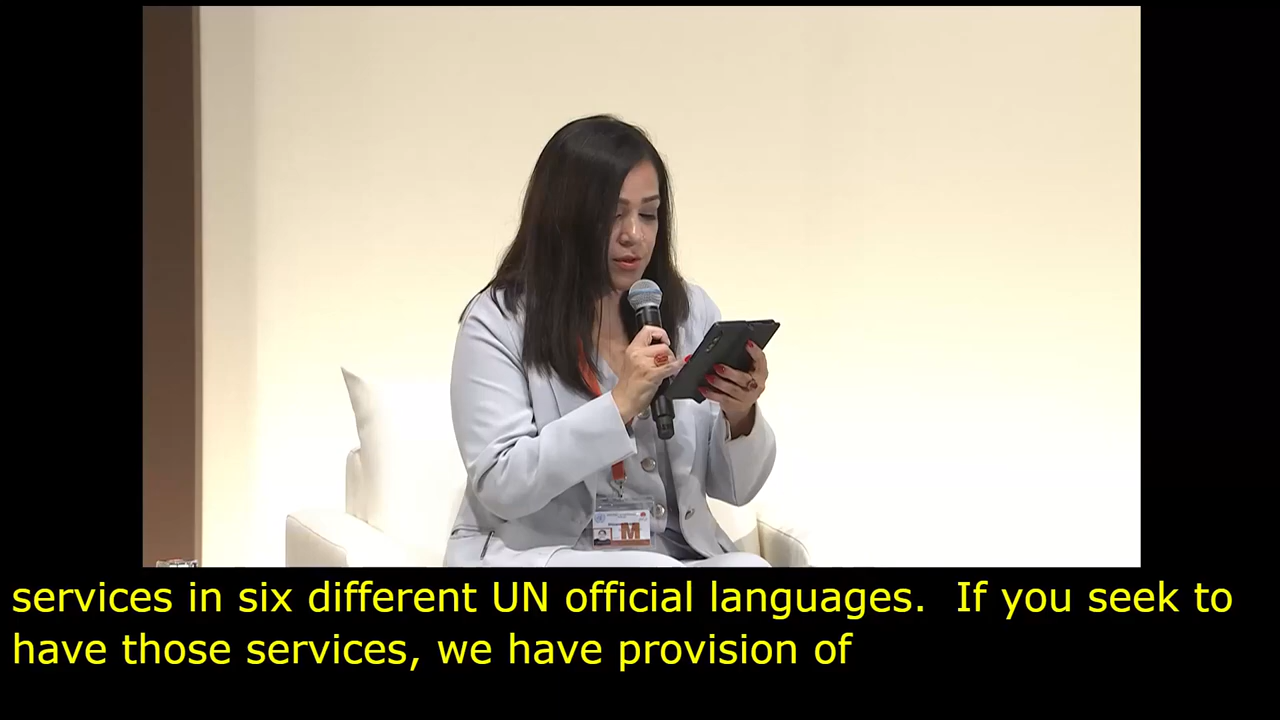 M
services in six different UN official languages.  If you seek to
have those services, we have provision of